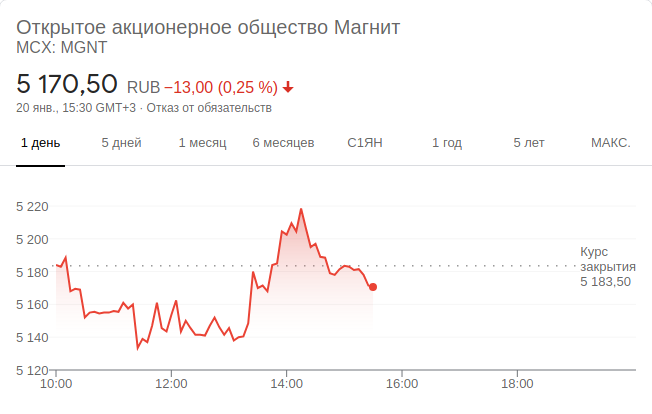 Открытое акционерное общество Магнит
MCX: MGNT
5 170,50 RUB −13,00 (0,25 %)
20 янв., 15:30 GMT+3 · Отказ от обязательств
1 день 5 дней 1 месяц 6 месяцев С1ЯН 1 год 5 лет МАКС.
5 220
5 200
Курс
закрытия
5 183,50
5 180
5 160
5 140
5 120
10:00 12:00 14:00 16:00 18:00